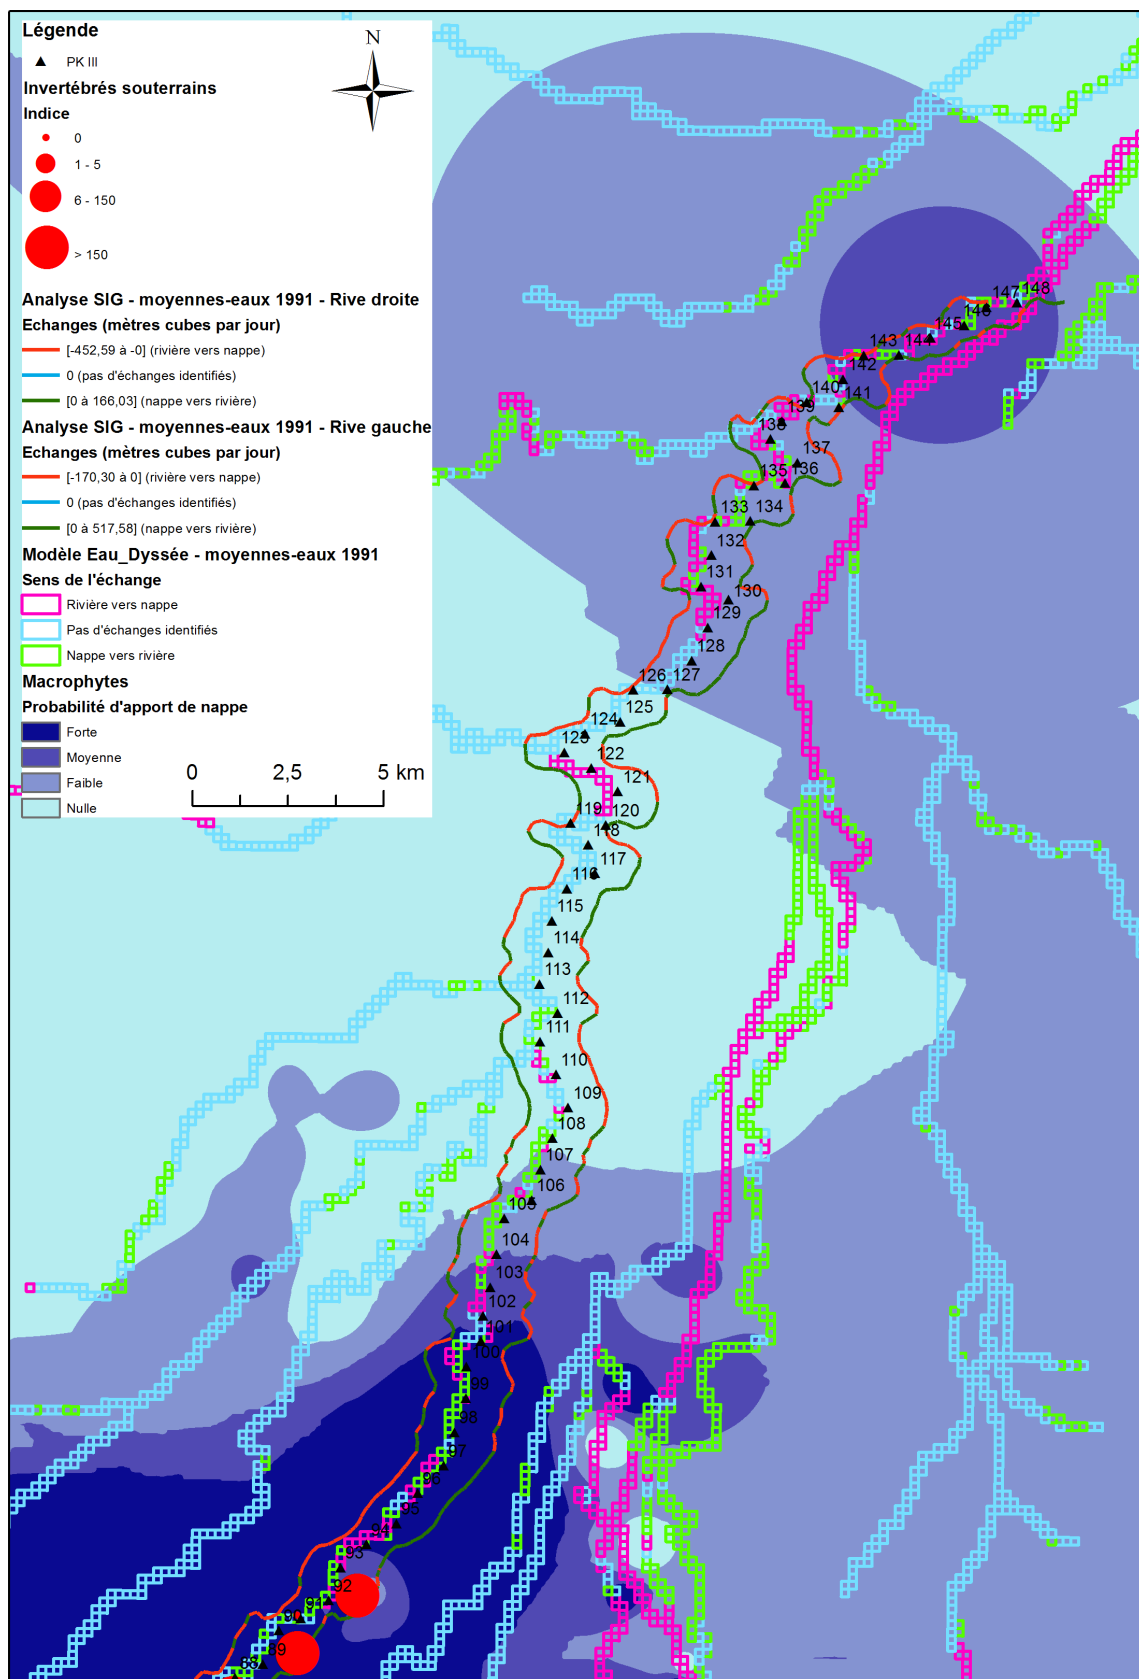 Légende
N
PK III
Invertébrés souterrains
Indice
0
1 - 5
6 - 150
> 150
Analyse SIG - moyennes-eaux 1991 - Rive droite
Echanges (mètres cubes par jour)
[-452,59 à -0] (rivière vers nappe)
0 (pas d'échanges identifiés)
[0 à 166,03] (nappe vers rivière)
Analyse SIG - moyennes-eaux 1991 - Rive gauche
Echanges (mètres cubes par jour)
[-170,30 à 0] (rivière vers nappe)
0 (pas d'échanges identifiés)
[0 à 517,58] (nappe vers rivière)
Modèle Eau_Dyssée - moyennes-eaux 1991
Sens de l'échange
Rivière vers nappe
Pas d'échanges identifiés
Nappe vers rivière
Macrophytes
Probabilité d'apport de nappe
Forte
Moyenne
Faible
Nulle
0 2,5 5 km
148
147
146
145
144
143
142
141
140
139
138
137
136
135
134
133
132
131
130
129
128
127
126
125
124
123
122
121
120
119
118
117
116
115
114
113
112
111
110
109
108
107
106
105
104
103
102
101
100
99
98
97
96
95
94
93
92
91
90
89
88